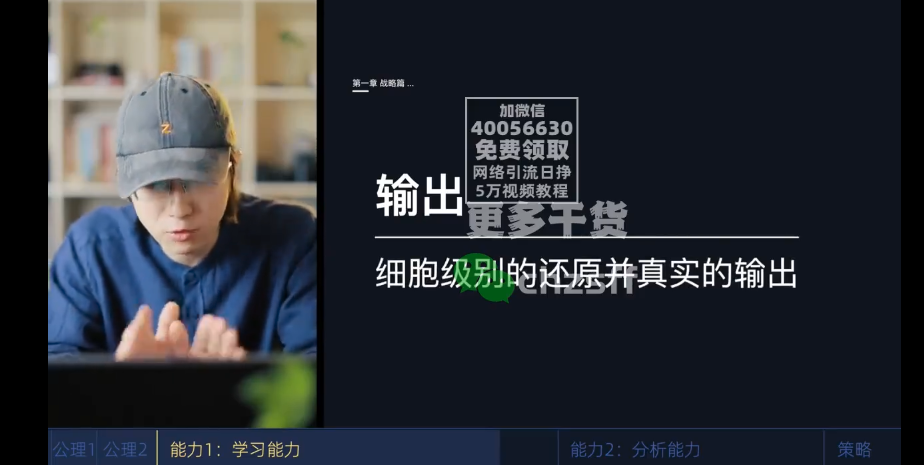 第一章 战略篇 ...
加微信
40056630
免费领取
网络引流日挣
5万视频教程
输出
更多干货
细胞级别的还原并真实的输出
cnzsff
公理1
公理2
能力1：学习能力
能力2：分析能力
策略